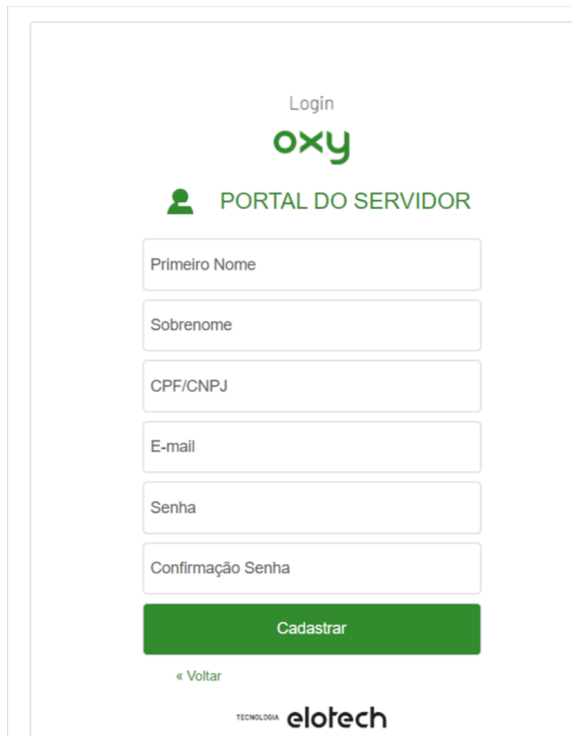 Login
oxy
PORTAL DO SERVIDOR
Primeiro Nome
Sobrenome
CPF/CNPJ
E-mail
Senha
Confirmação Senha
Cadastrar
« Voltar
TECNOLOGIA elotech